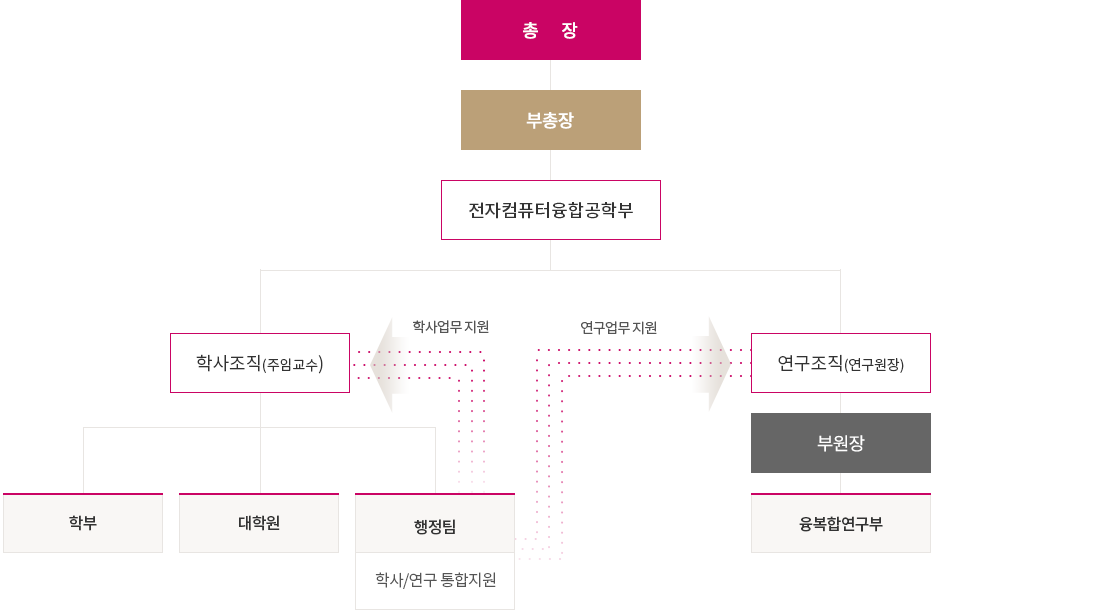 총 장
부총장
전자컴퓨터융합공학부
학사업무 지원
연구업무 지원
학사조직(주임교수)
연구조직(연구원장)
부원장
학부
대학원
행정팀
융복합연구부
학사/연구 통합지원